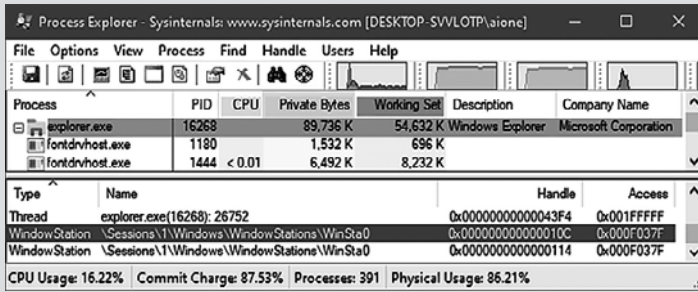 Process Explorer - Sysinternals: www.sysinternals.com [DESKTOP-SVVLOTP\aione]
File Options View Process Find Handle Users Help
Process PID CPU Private Bytes Working Set Description Company Name
explorer.exe 16268 89,736 K 54,632 K Windows Explorer Microsoft Corporation
fontdrvhost.exe 1180 1,532 K 696 K
fontdrvhost.exe 1444 < 0.01 6,492 K 8,232 K
Type Name Handle Access
Thread explorer.exe(16268): 26752 0x00000000000043F4 0x001FFFFF
WindowStation \Sessions\1\Windows\WindowStations\WinSta0 0x000000000000010C 0x000F037F
WindowStation \Sessions\1\Windows\WindowStations\WinSta0 0x0000000000000114 0x000F037F
CPU Usage: 16.22% Commit Charge: 87.53% Processes: 391 Physical Usage: 86.21%